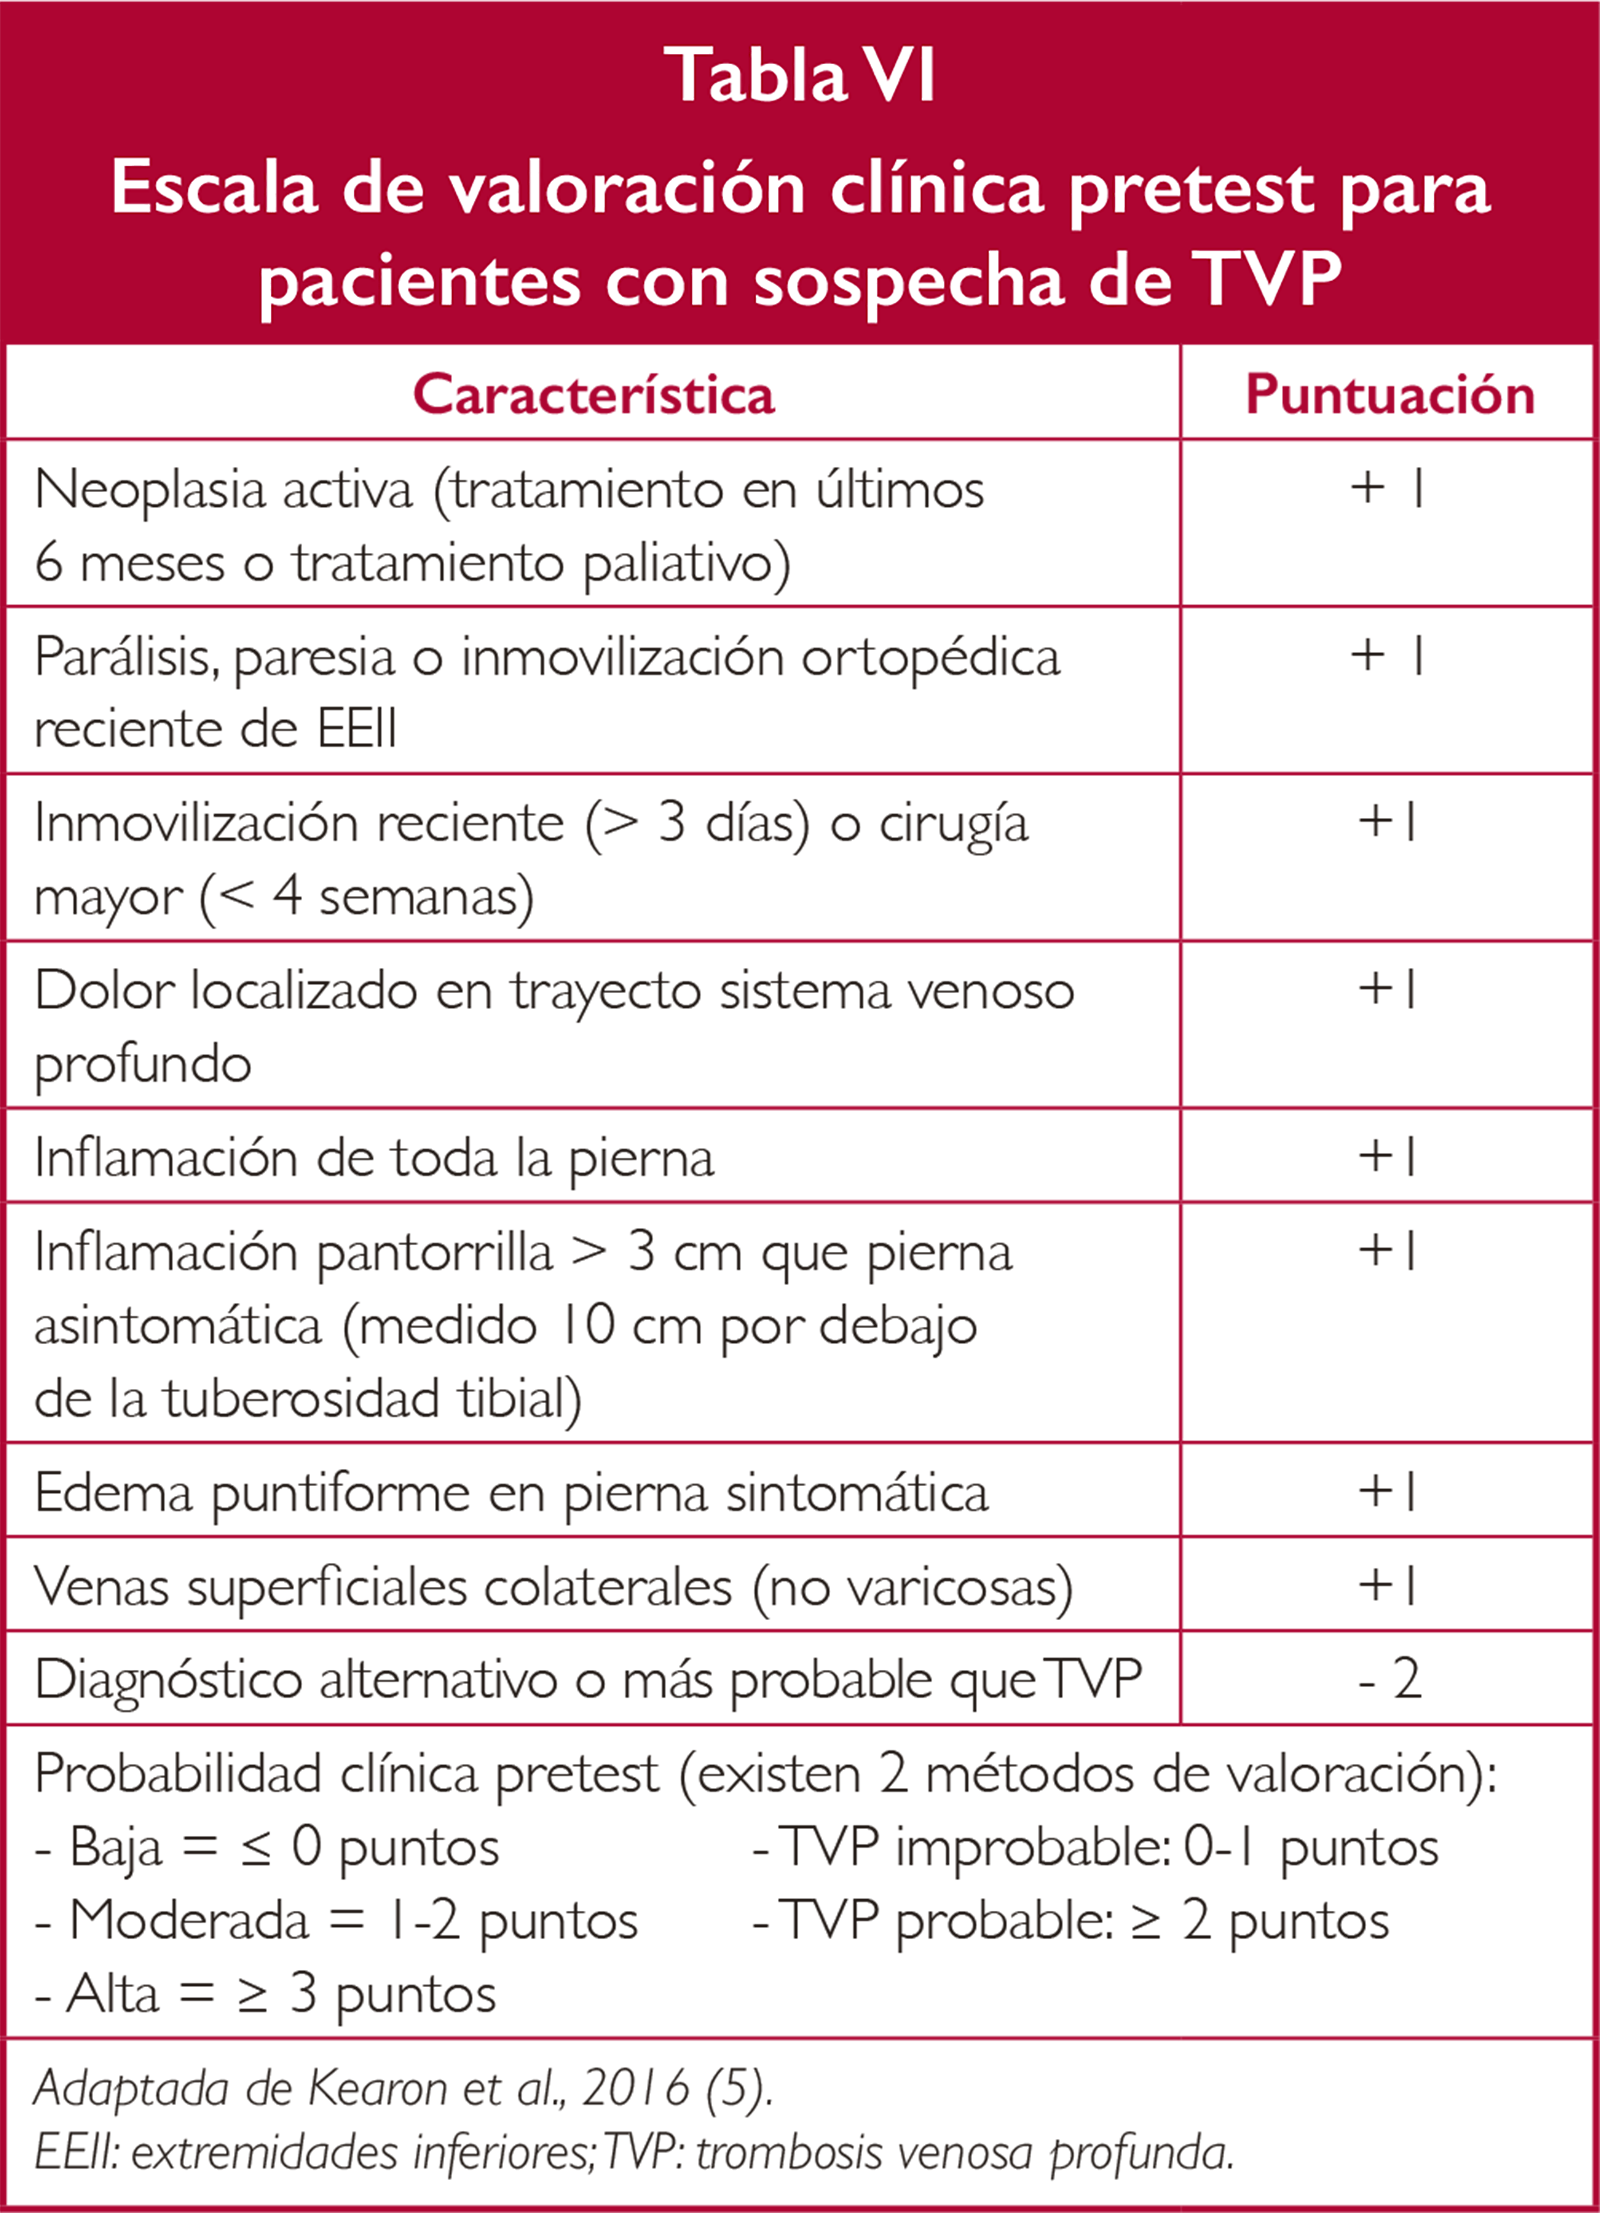 Tabla VI
Escala de valoración clínica pretest para
pacientes con sospecha de TVP
Característica
Puntuación
Neoplasia activa (tratamiento en últimos
6 meses o tratamiento paliativo)
+ 1
Parálisis, paresia o inmovilización ortopédica
reciente de EEII
+ 1
Inmovilización reciente (> 3 días) o cirugía
mayor (< 4 semanas)
+1
Dolor localizado en trayecto sistema venoso
profundo
+1
Inflamación de toda la pierna
+1
Inflamación pantorrilla > 3 cm que pierna
asintomática (medido 10 cm por debajo
de la tuberosidad tibial)
+1
Edema puntiforme en pierna sintomática
+1
Venas superficiales colaterales (no varicosas)
+1
Diagnóstico alternativo o más probable que TVP
- 2
Probabilidad clínica pretest (existen 2 métodos de valoración):
- Baja = ≤ 0 puntos
- TVP improbable: 0-1 puntos
- Moderada = 1-2 puntos
- TVP probable: ≥ 2 puntos
- Alta = ≥ 3 puntos
Adaptada de Kearon et al., 2016 (5).
EEII: extremidades inferiores; TVP: trombosis venosa profunda.